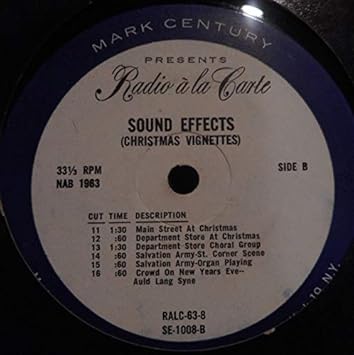 MARK CENTURY
PRESENTS
Radio à la Carte
SOUND EFFECTS
(CHRISTMAS VIGNETTES)
33⅓ RPM
NAB 1963
SIDE B
CUT TIME DESCRIPTION
11 1:30 Main Street At Christmas
12 :60 Department Store At Christmas
13 1:30 Department Store Choral Group
14 :60 Salvation Army-St. Corner Scene
15 :60 Salvation Army-Organ Playing
16 :60 Crowd On New Years Eve--
Auld Lang Syne
RALC-63-8
SE-1008-B
19, N.Y.